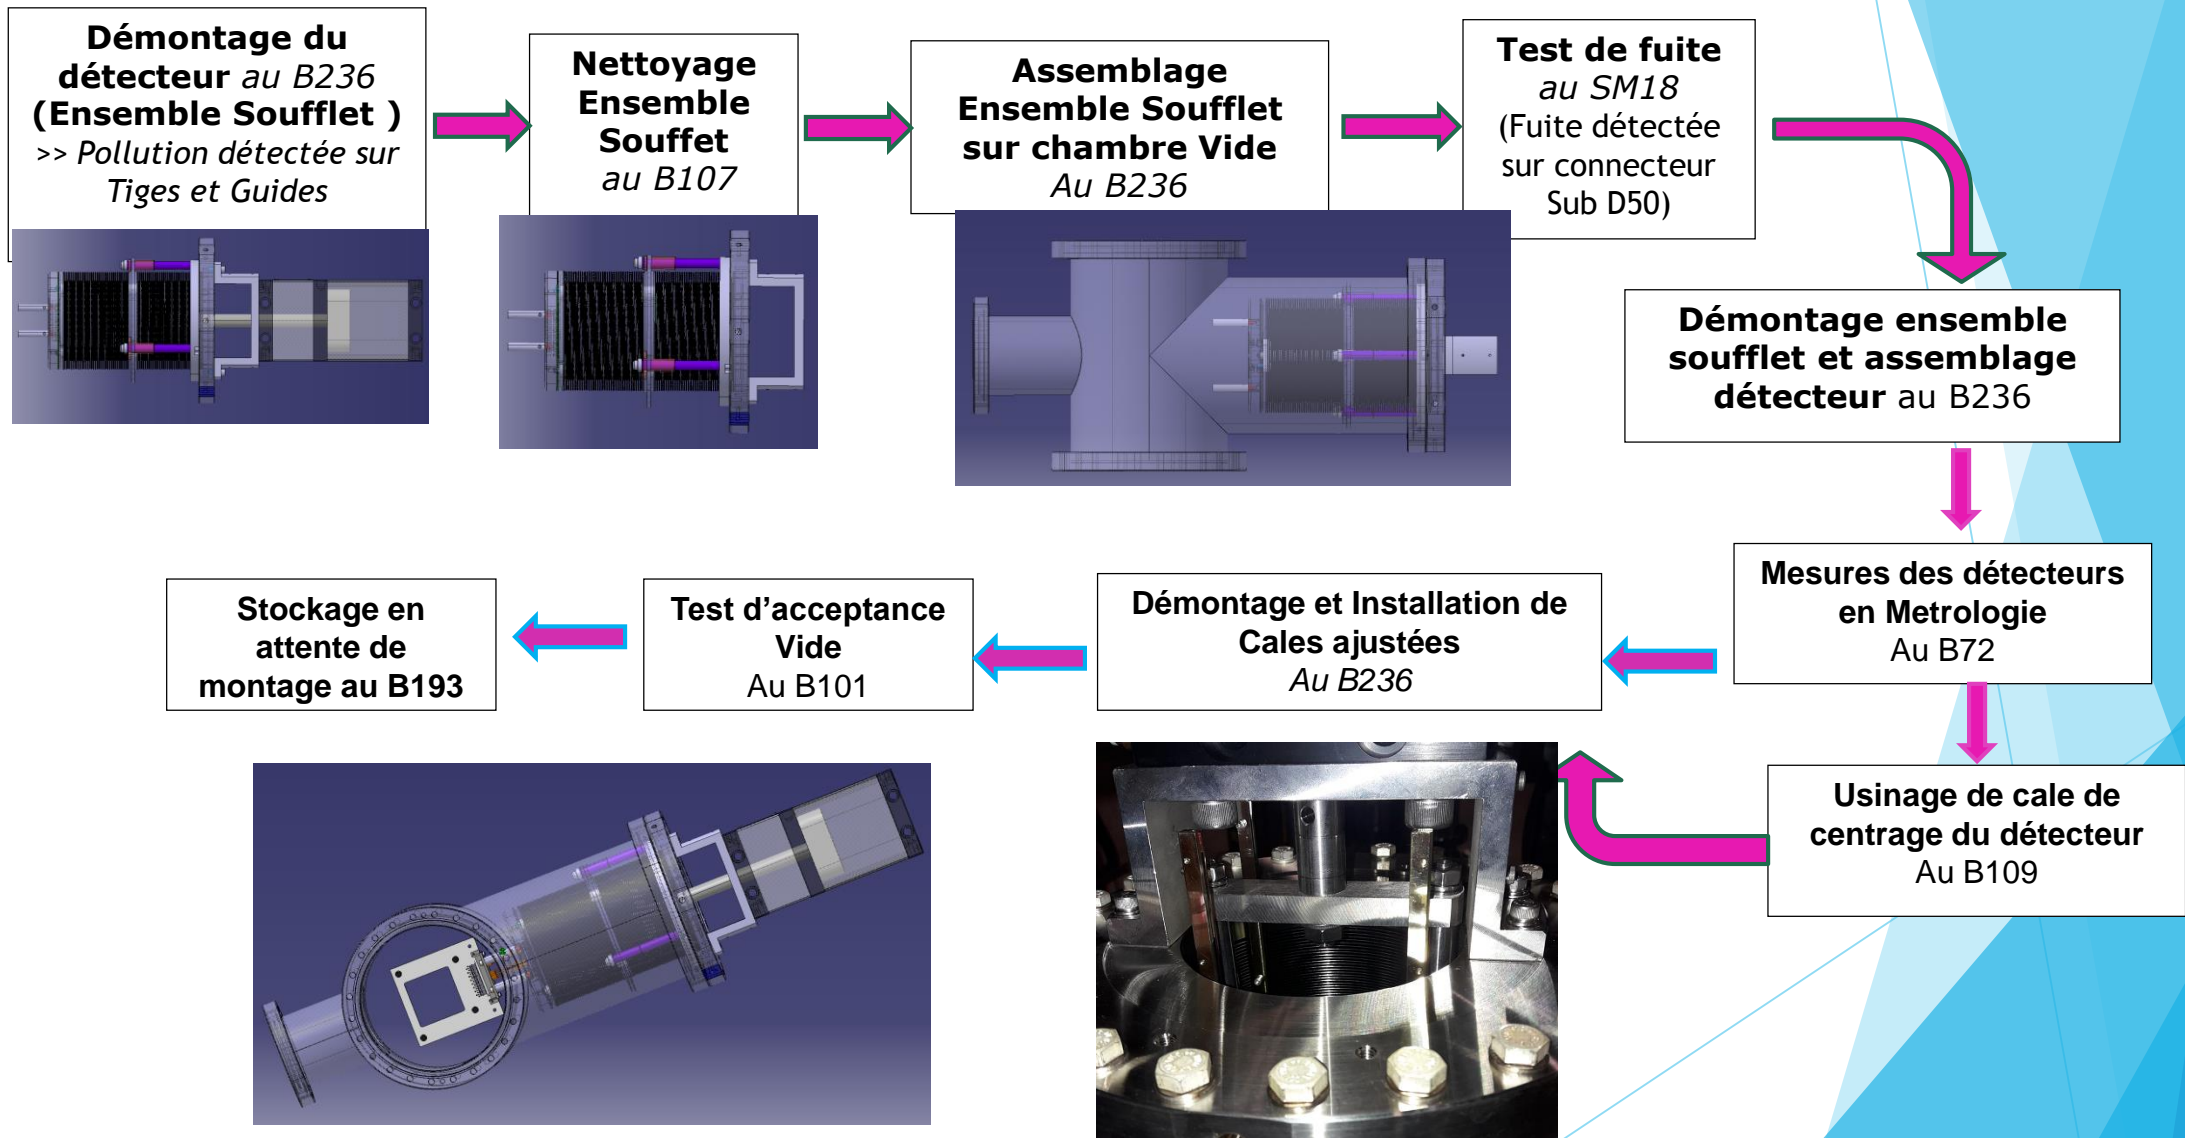 Démontage du
détecteur au B236
(Ensemble Soufflet )
>> Pollution détectée sur
Tiges et Guides
Nettoyage
Ensemble
Souffet
au B107
Assemblage
Ensemble Soufflet
sur chambre Vide
Au B236
Test de fuite
au SM18
(Fuite détectée
sur connecteur
Sub D50)
Démontage ensemble
soufflet et assemblage
détecteur au B236
Mesures des détecteurs
en Metrologie
Au B72
Usinage de cale de
centrage du détecteur
Au B109
Démontage et Installation de
Cales ajustées
Au B236
Test d’acceptance
Vide
Au B101
Stockage en
attente de
montage au B193